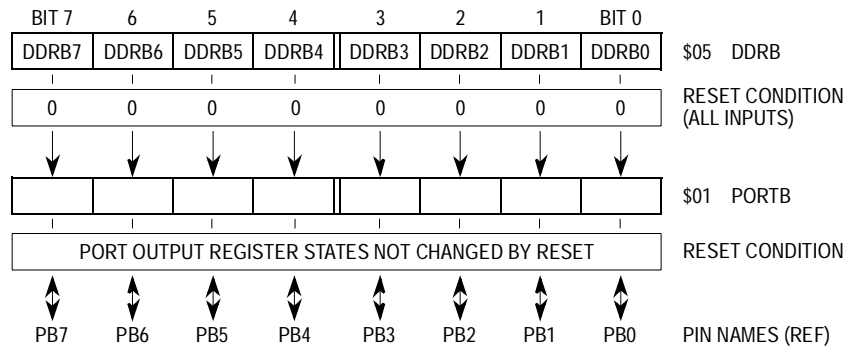 BIT 7 6 5 4 3 2 1 BIT 0
DDRB7 DDRB6 DDRB5 DDRB4 DDRB3 DDRB2 DDRB1 DDRB0 $05 DDRB
0 0 0 0 0 0 0 0 RESET CONDITION
(ALL INPUTS)
$01 PORTB
PORT OUTPUT REGISTER STATES NOT CHANGED BY RESET RESET CONDITION
PB7 PB6 PB5 PB4 PB3 PB2 PB1 PB0 PIN NAMES (REF)